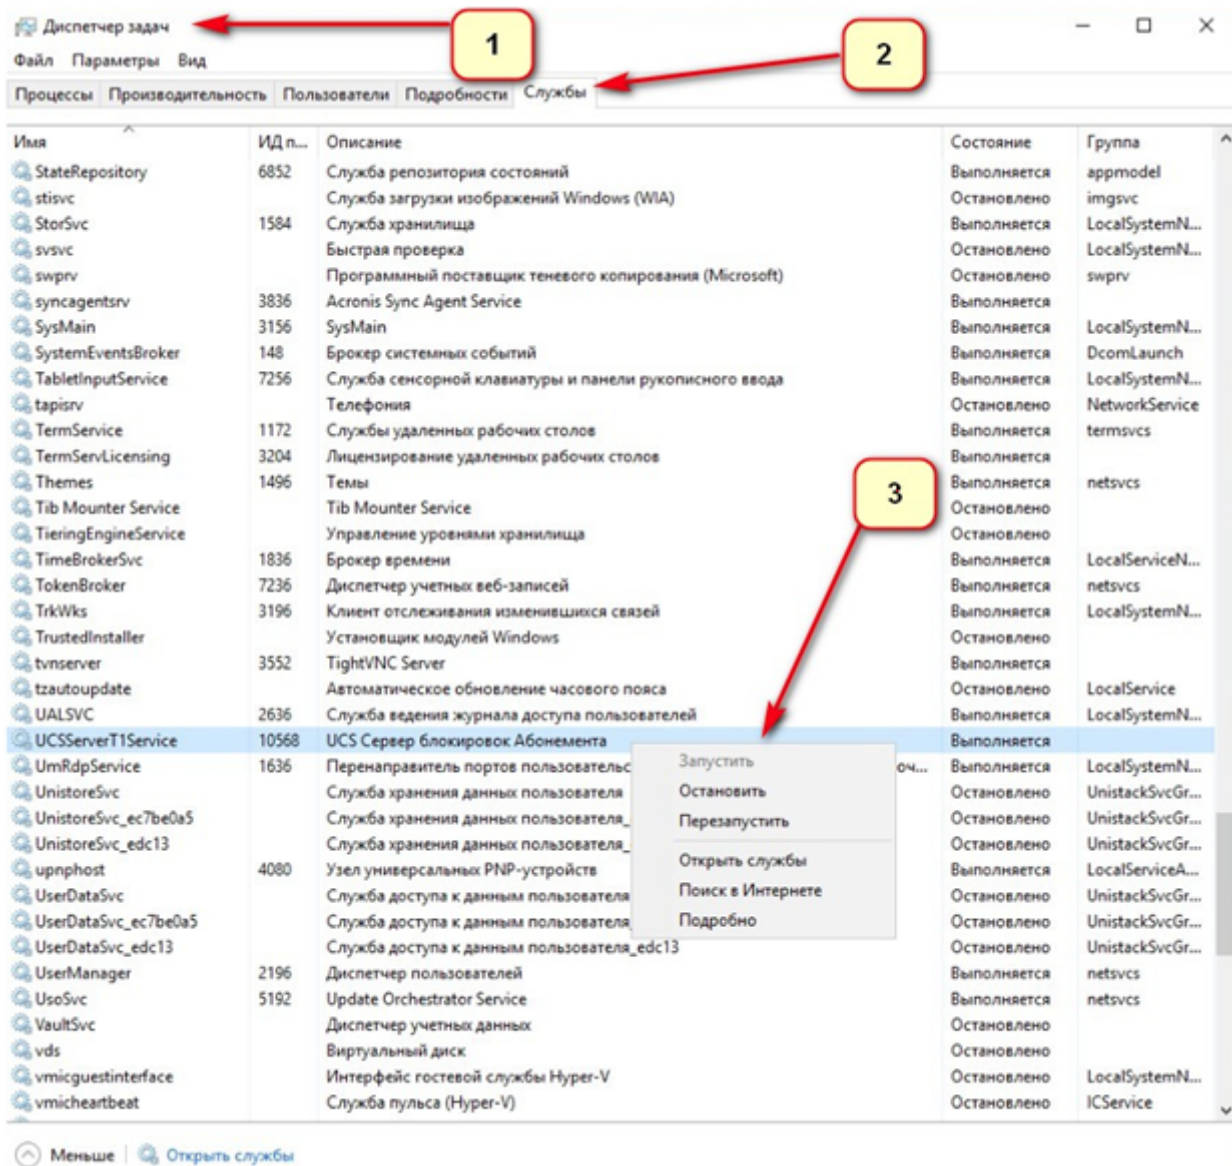 Диспетчер задач
1
2
Файл Параметры Вид
Процессы Производительность Пользователи Подробности Службы
Имя ИД п... Описание Состояние Группа
StateRepository 6852 Служба репозитория состояний Выполняется appmodel
stisvc Служба загрузки изображений Windows (WIA) Остановлено imgsvc
StorSvc 1584 Служба хранилища Выполняется LocalSystemN...
svsvc Быстрая проверка Остановлено LocalSystemN...
swprv Программный поставщик теневого копирования (Microsoft) Остановлено swprv
syncagentsrv 3836 Acronis Sync Agent Service Выполняется
SysMain 3156 SysMain Выполняется LocalSystemN...
SystemEventsBroker 148 Брокер системных событий Выполняется DcomLaunch
TabletInputService 7256 Служба сенсорной клавиатуры и панели рукописного ввода Выполняется LocalSystemN...
tapisrv Телефония Остановлено NetworkService
TermService 1172 Службы удаленных рабочих столов Выполняется termsvcs
TermServLicensing 3204 Лицензирование удаленных рабочих столов Выполняется
Themes 1496 Темы Выполняется netsvcs
3
Tib Mounter Service Tib Mounter Service Остановлено
TieringEngineService Управление уровнями хранилища Остановлено
TimeBrokerSvc 1836 Брокер времени Выполняется LocalServiceN...
TokenBroker 7236 Диспетчер учетных веб-записей Выполняется netsvcs
TrkWks 3196 Клиент отслеживания изменившихся связей Выполняется LocalSystemN...
TrustedInstaller Установщик модулей Windows Остановлено
tvnserver 3552 TightVNC Server Выполняется
tzautoupdate Автоматическое обновление часового пояса Остановлено LocalService
UALSVC 2636 Служба ведения журнала доступа пользователей Выполняется LocalSystemN...
UCSServerT1Service 10568 UCS Сервер блокировок Абонемента Выполняется
UmRdpService 1636 Перенаправитель портов пользовательс оч... Выполняется LocalSystemN...
UnistoreSvc Служба хранения данных пользователя Остановлено UnistackSvcGr...
UnistoreSvc_ec7be0a5 Служба хранения данных пользователя_ Остановлено UnistackSvcGr...
UnistoreSvc_edc13 Служба хранения данных пользователя_ Остановлено UnistackSvcGr...
upnphost 4080 Узел универсальных PNP-устройств Выполняется LocalServiceA...
UserDataSvc Служба доступа к данным пользователя Остановлено UnistackSvcGr...
UserDataSvc_ec7be0a5 Служба доступа к данным пользователя_ Остановлено UnistackSvcGr...
UserDataSvc_edc13 Служба доступа к данным пользователя_edc13 Остановлено UnistackSvcGr...
UserManager 2196 Диспетчер пользователей Выполняется netsvcs
UsoSvc 5192 Update Orchestrator Service Выполняется netsvcs
VaultSvc Диспетчер учетных данных Остановлено
vds Виртуальный диск Остановлено
vmicguestinterface Интерфейс гостевой службы Hyper-V Остановлено LocalSystemN...
vmicheartbeat Служба пульса (Hyper-V) Остановлено ICService
Запустить
Остановить
Перезапустить
Открыть службы
Поиск в Интернете
Подробно
Меньше Открыть службы